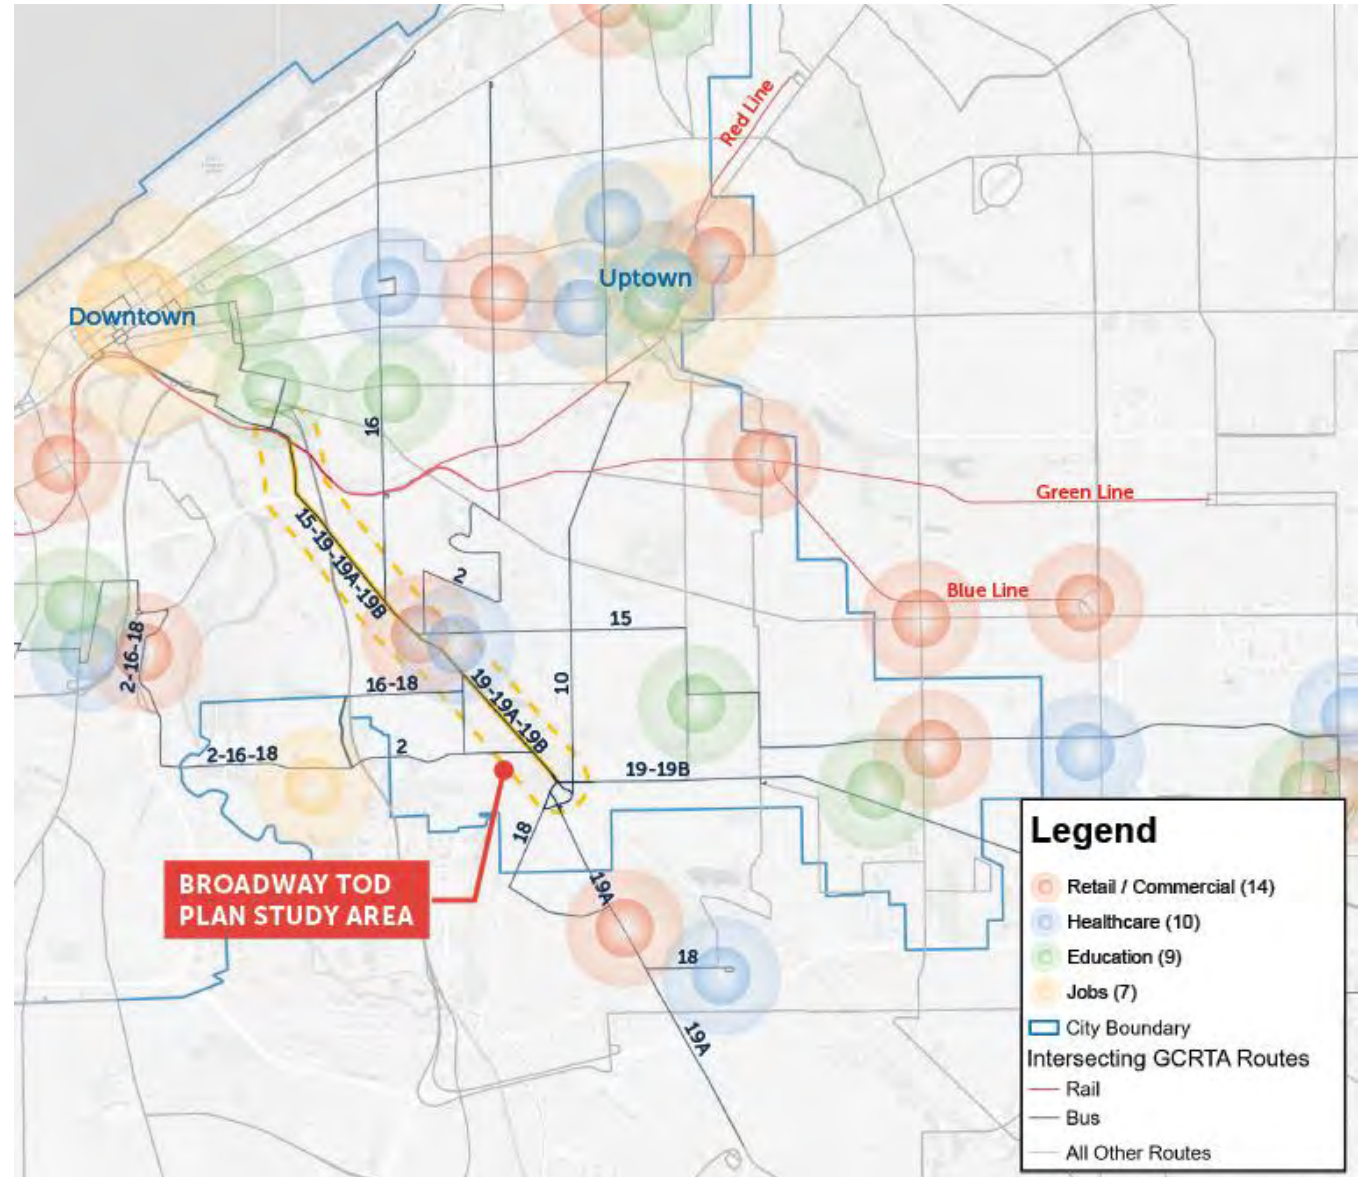 Red Line
Uptown
Downtown
16
Green Line
15-19-19A-19B
2
Blue Line
15
2-16-18
16-18
19-19A-19B
10
2-16-18
2
19-19B
18
BROADWAY TOD
PLAN STUDY AREA
19A
18
19A
Legend
Retail / Commercial (14)
Healthcare (10)
Education (9)
Jobs (7)
City Boundary
Intersecting GCRTA Routes
Rail
Bus
All Other Routes